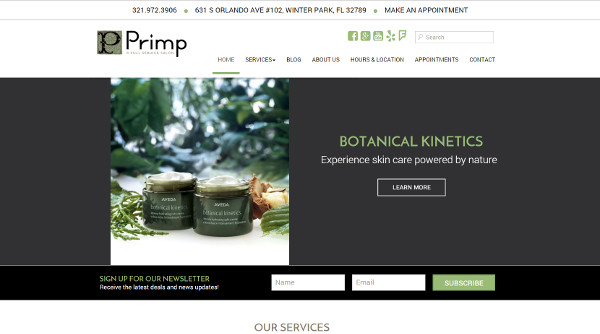 321.972.3906 • 631 S ORLANDO AVE #102, WINTER PARK, FL 32789 • MAKE AN APPOINTMENT
Primp
Search
HOME SERVICES BLOG ABOUT US HOURS & LOCATION APPOINTMENTS CONTACT
BOTANICAL KINETICS
Experience skin care powered by nature
LEARN MORE
AVEDA AVEDA
botanical kinetics botanical kinetics
SIGN UP FOR OUR NEWSLETTER
Receive the latest deals and news updates!
Name Email SUBSCRIBE
OUR SERVICES